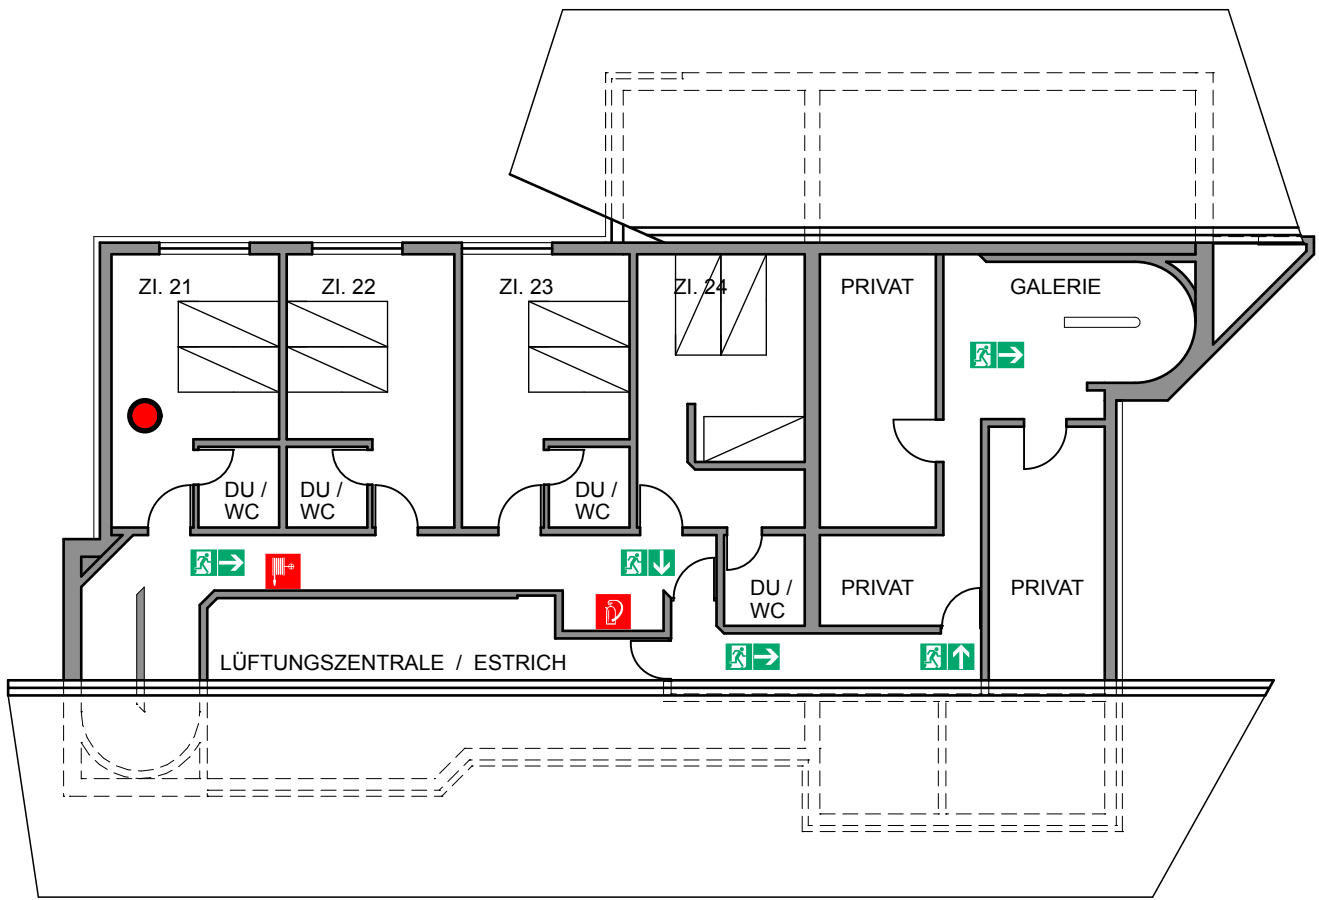 ZI. 21
ZI. 22
ZI. 23
ZI. 24
PRIVAT
GALERIE
DU /
WC
DU /
WC
DU /
WC
DU /
WC
PRIVAT
PRIVAT
LÜFTUNGSZENTRALE / ESTRICH